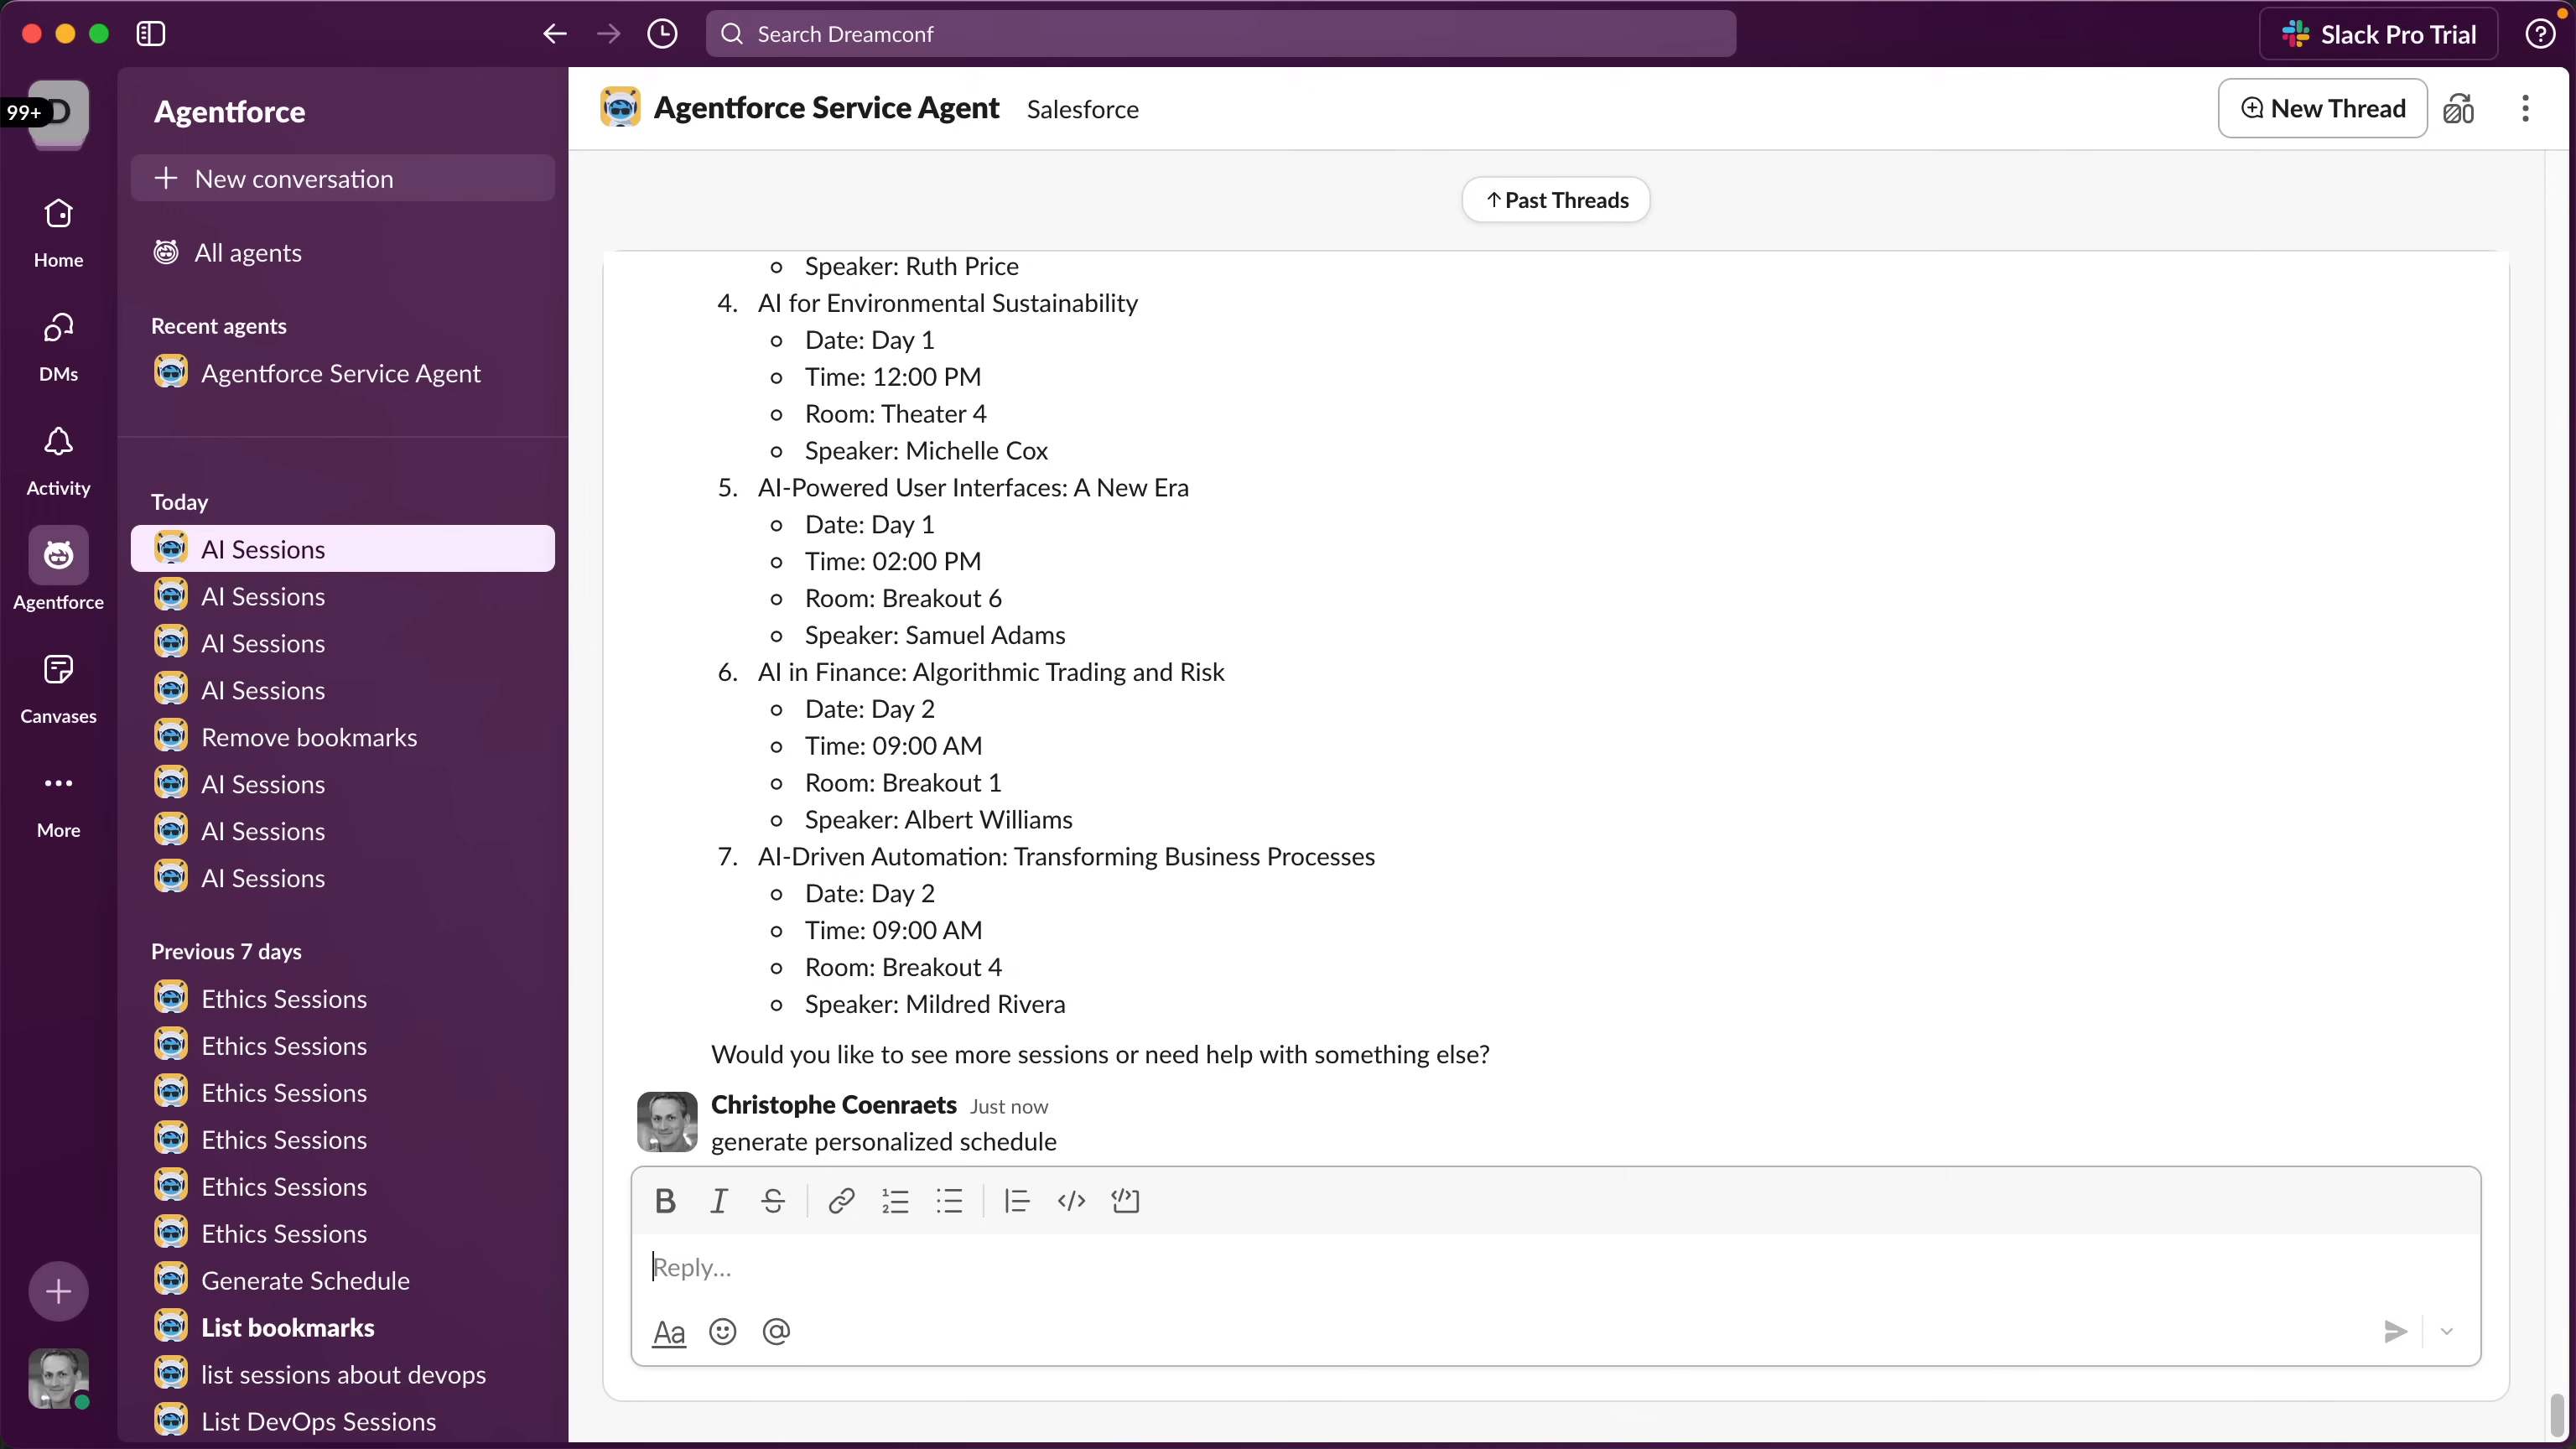 Search Dreamconf
Slack Pro Trial
99+
D
Home
DMs
Activity
Agentforce
Canvases
More
Agentforce
New conversation
All agents
Recent agents
Agentforce Service Agent
Today
AI Sessions
AI Sessions
AI Sessions
AI Sessions
Remove bookmarks
AI Sessions
AI Sessions
AI Sessions
Previous 7 days
Ethics Sessions
Ethics Sessions
Ethics Sessions
Ethics Sessions
Ethics Sessions
Ethics Sessions
Generate Schedule
List bookmarks
list sessions about devops
List DevOps Sessions
Agentforce Service Agent Salesforce
New Thread
↑ Past Threads
Speaker: Ruth Price
4. AI for Environmental Sustainability
Date: Day 1
Time: 12:00 PM
Room: Theater 4
Speaker: Michelle Cox
5. AI-Powered User Interfaces: A New Era
Date: Day 1
Time: 02:00 PM
Room: Breakout 6
Speaker: Samuel Adams
6. AI in Finance: Algorithmic Trading and Risk
Date: Day 2
Time: 09:00 AM
Room: Breakout 1
Speaker: Albert Williams
7. AI-Driven Automation: Transforming Business Processes
Date: Day 2
Time: 09:00 AM
Room: Breakout 4
Speaker: Mildred Rivera
Would you like to see more sessions or need help with something else?
Christophe Coenraets Just now
generate personalized schedule
Reply...
Aa